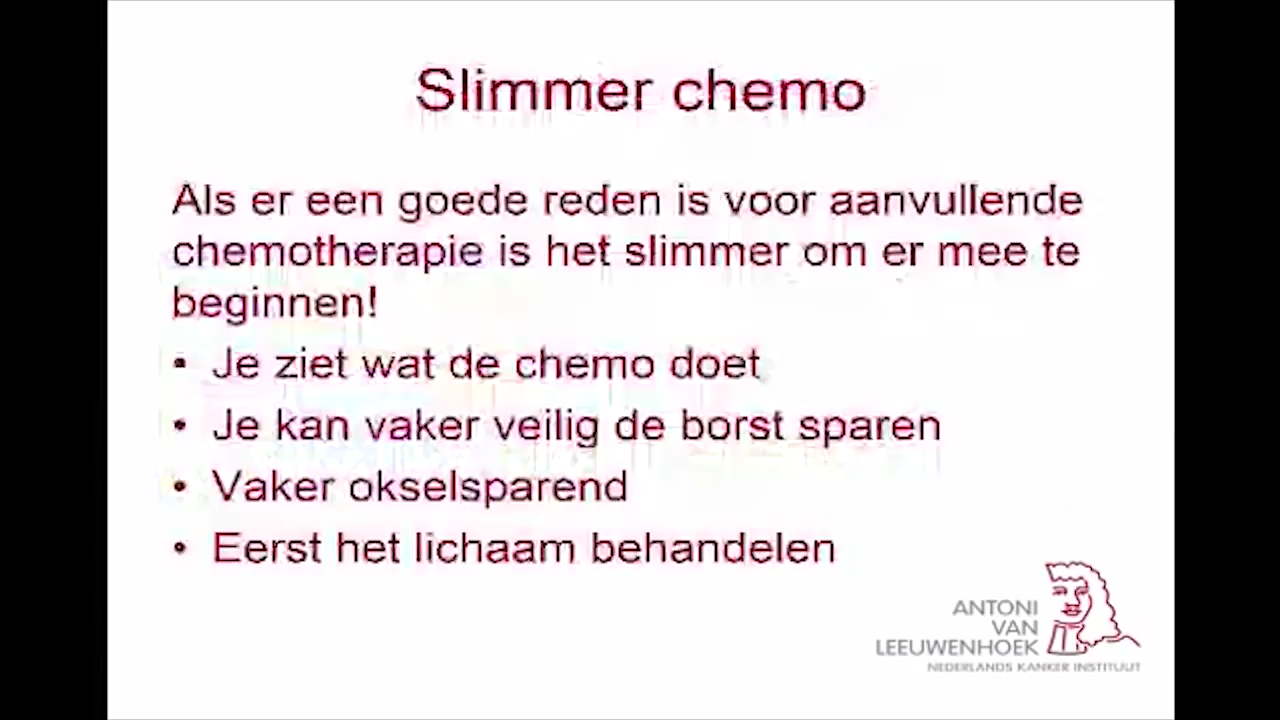 Slimmer chemo
Als er een goede reden is voor aanvullende
chemotherapie is het slimmer om er mee te
beginnen!
• Je ziet wat de chemo doet
• Je kan vaker veilig de borst sparen
• Vaker okselsparend
• Eerst het lichaam behandelen
ANTONI
VAN
LEEUWENHOEK
NEDERLANDS KANKER INSTITUUT